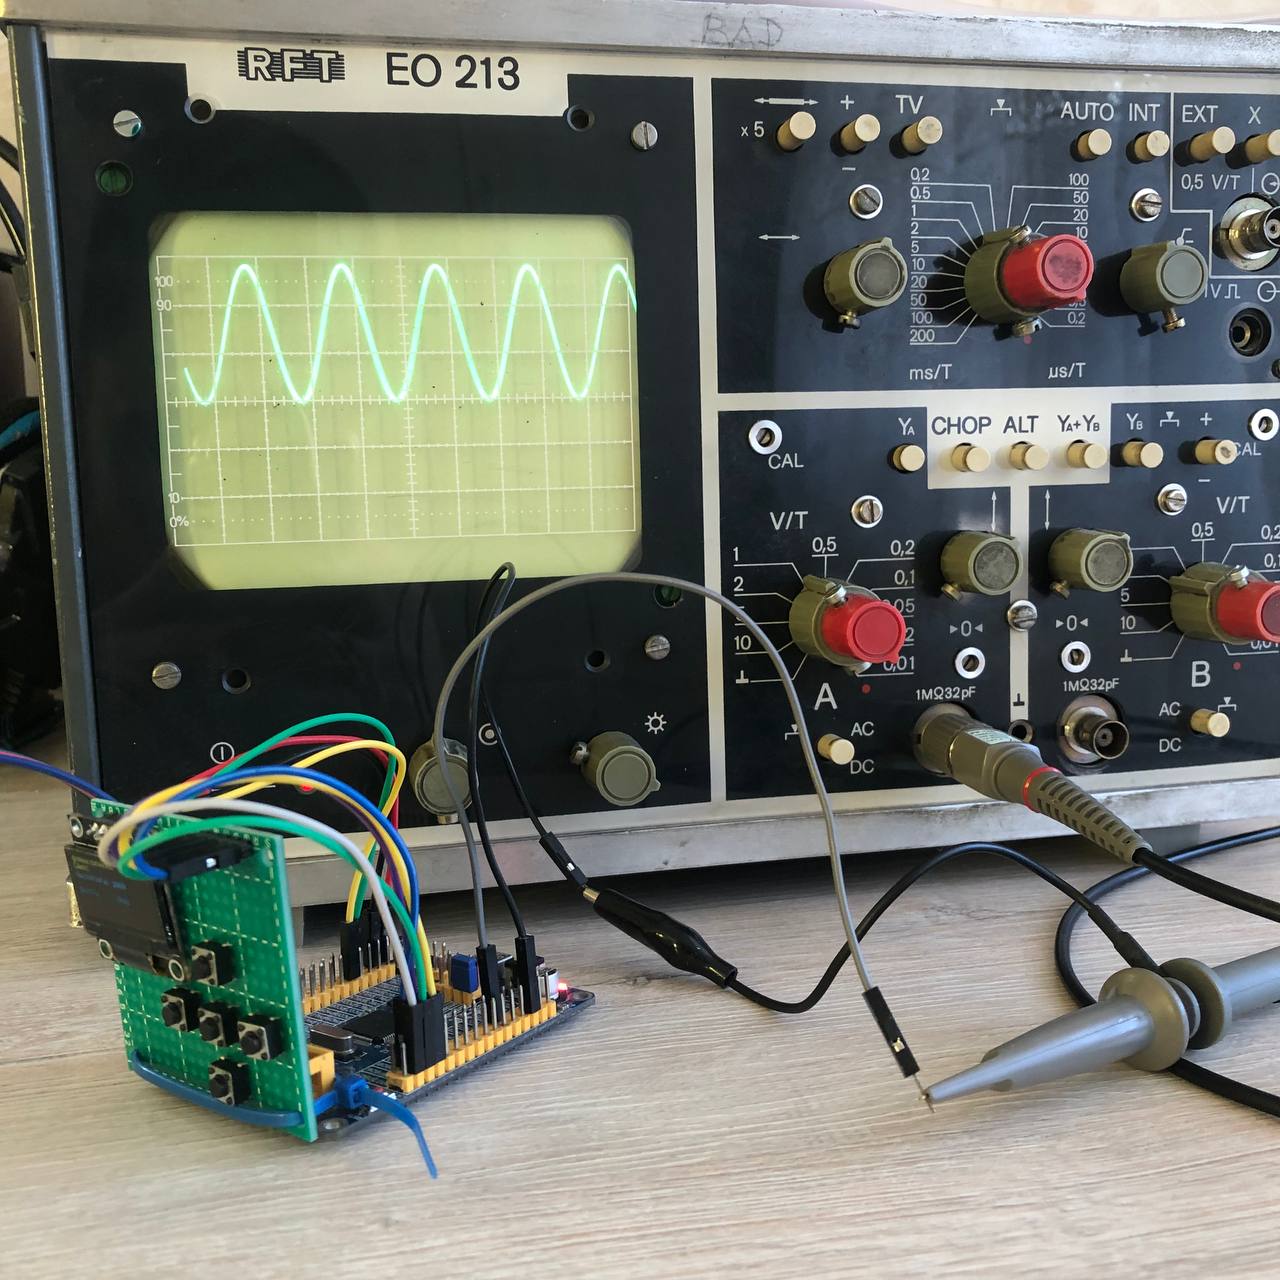 BAD
RFT EO 213
x 5
+
TV
AUTO
INT
EXT
X
−
0,5 V/T
0,2
0,5
1
2
5
10
20
50
100
200
100
50
20
10
0.2
ms/T
µs/T
1V
100
90
10
0%
CAL
YA
CHOP
ALT
YA+YB
YB
+
−
CAL
V/T
1
2
10
0,5
0,2
0,1
0,01
V/T
0,5
5
10
▸0◂
▸0◂
1MΩ32pF
1MΩ32pF
A
B
AC
DC
AC
DC